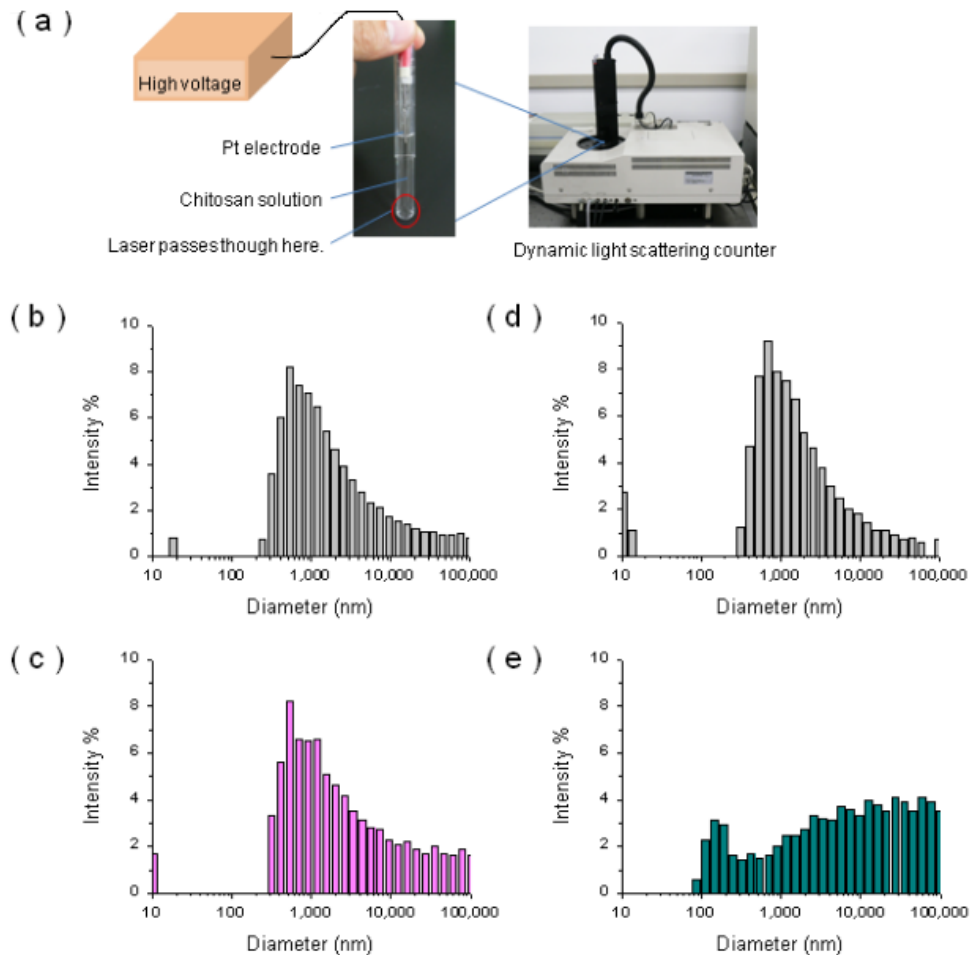 ( a )
High voltage
Pt electrode
Chitosan solution
Laser passes though here.
Dynamic light scattering counter
( b )
10
8
6
4
2
0
Intensity %
10 100 1,000 10,000 100,000
Diameter (nm)
( d )
10
8
6
4
2
0
Intensity %
10 100 1,000 10,000 100,000
Diameter (nm)
( c )
10
8
6
4
2
0
Intensity %
10 100 1,000 10,000 100,000
Diameter (nm)
( e )
10
8
6
4
2
0
Intensity %
10 100 1,000 10,000 100,000
Diameter (nm)